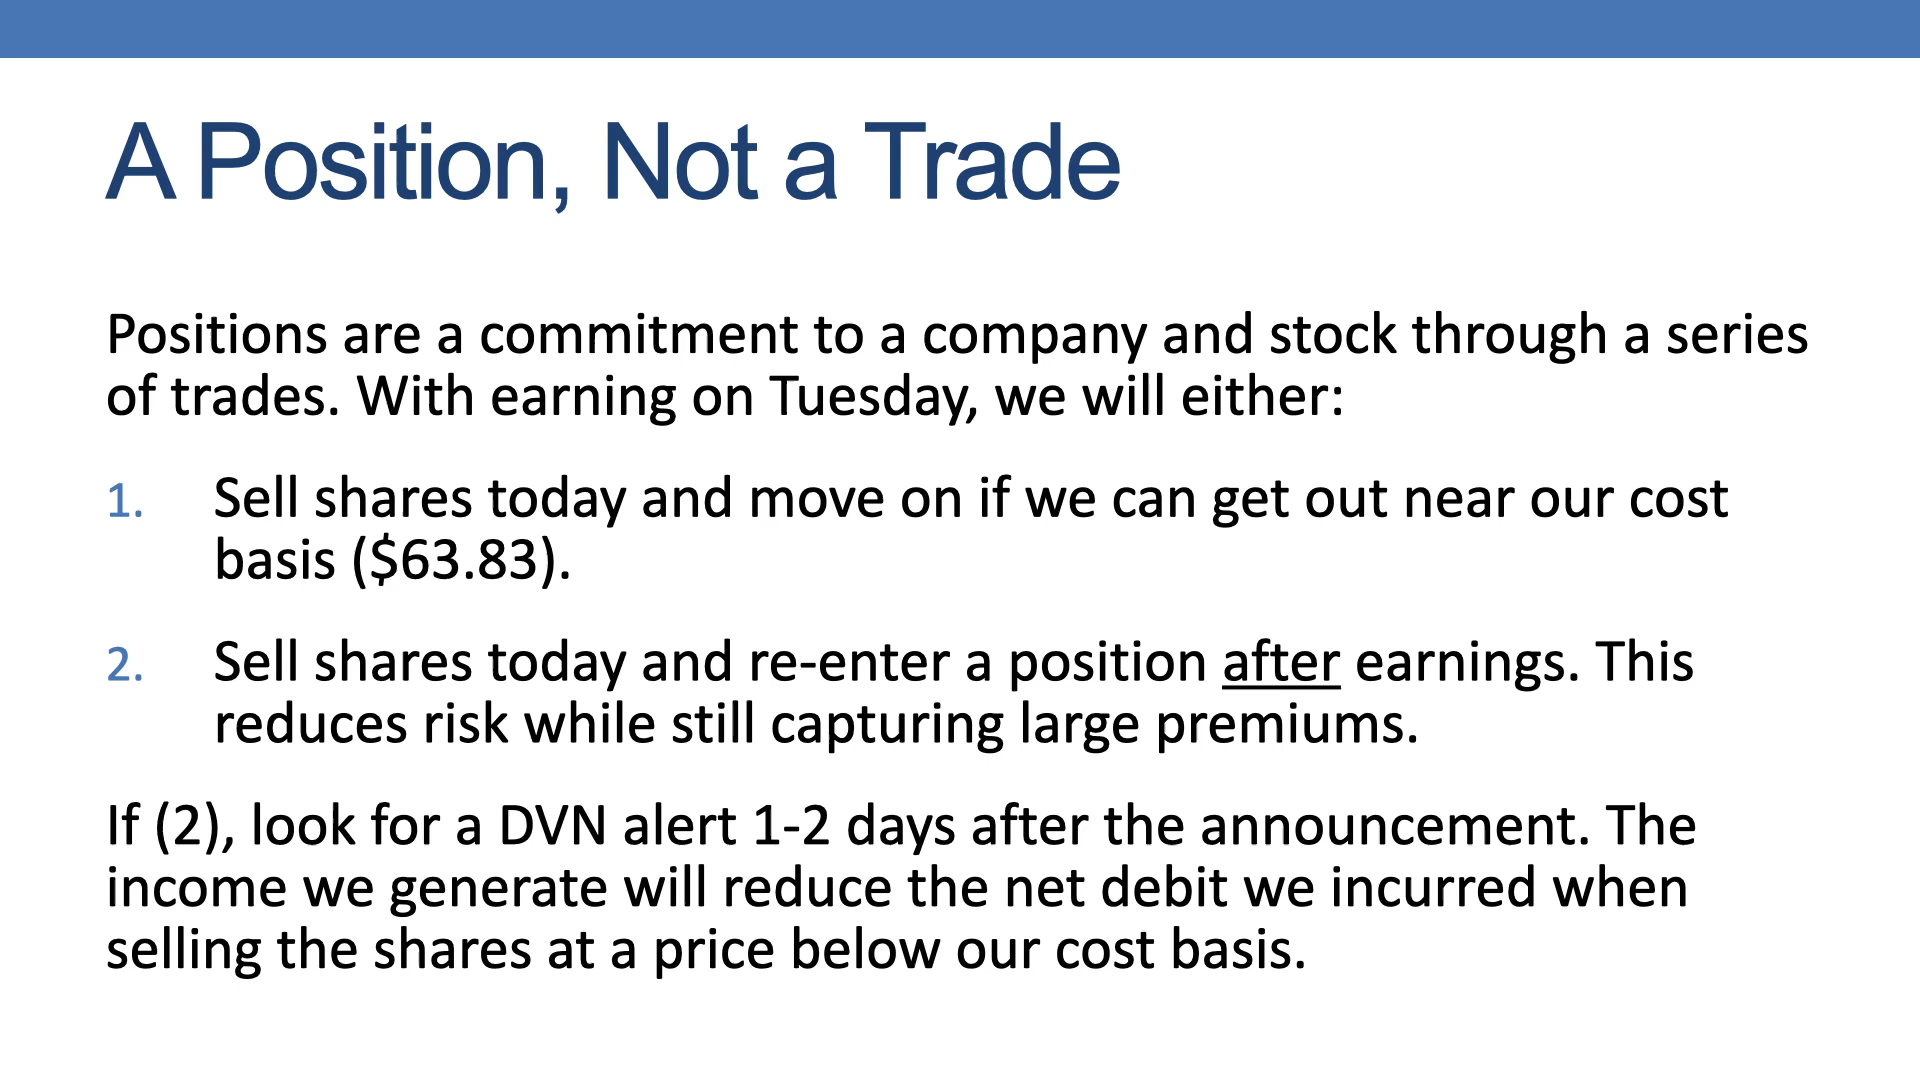 A Position, Not a Trade
Positions are a commitment to a company and stock through a series
of trades. With earning on Tuesday, we will either:
1. Sell shares today and move on if we can get out near our cost
basis ($63.83).
2. Sell shares today and re-enter a position after earnings. This
reduces risk while still capturing large premiums.
If (2), look for a DVN alert 1-2 days after the announcement. The
income we generate will reduce the net debit we incurred when
selling the shares at a price below our cost basis.